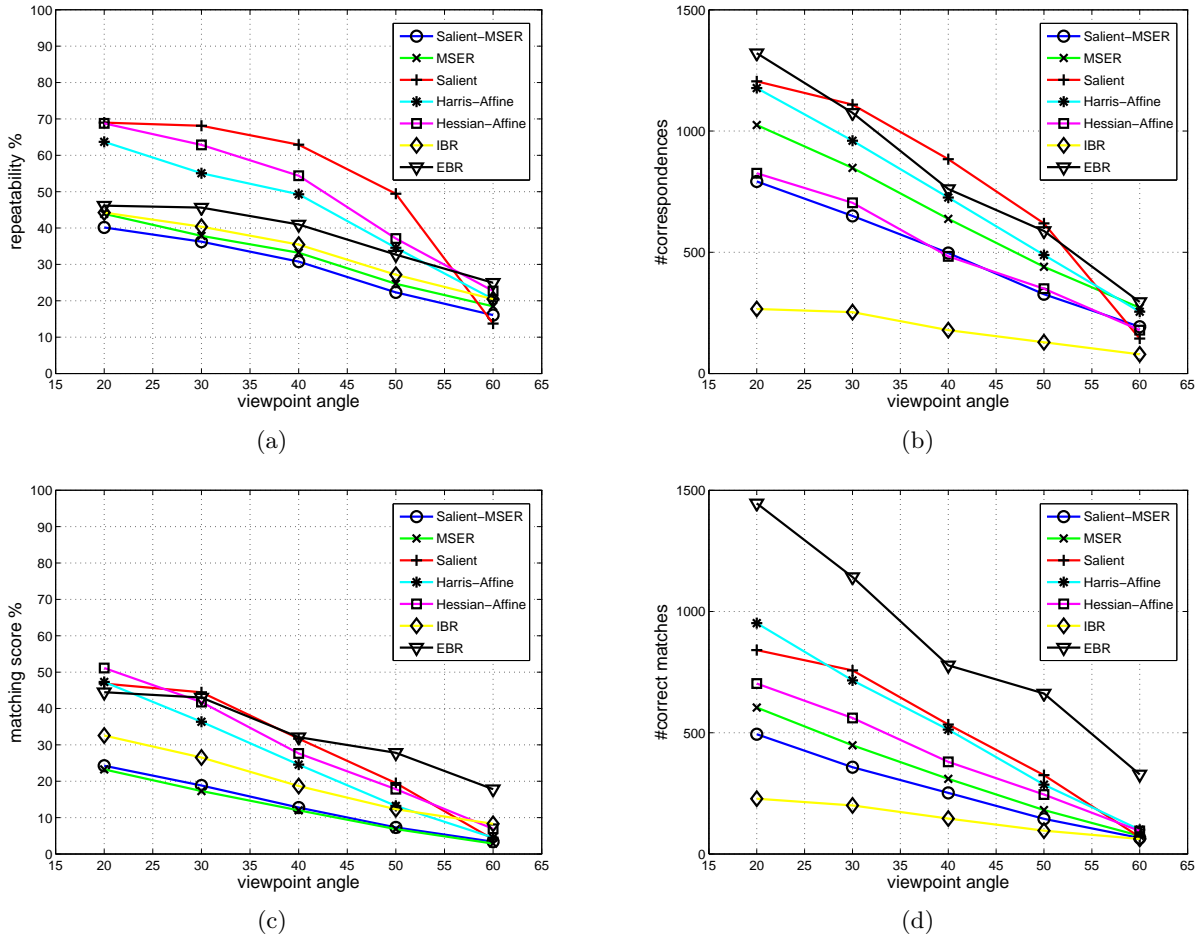 100
90
80
70
60
50
40
30
20
10
0
repeatability %
15 20 25 30 35 40 45 50 55 60 65
viewpoint angle
Salient−MSER
MSER
Salient
Harris−Affine
Hessian−Affine
IBR
EBR
(a)
1500
1000
500
0
#correspondences
15 20 25 30 35 40 45 50 55 60 65
viewpoint angle
Salient−MSER
MSER
Salient
Harris−Affine
Hessian−Affine
IBR
EBR
(b)
100
90
80
70
60
50
40
30
20
10
0
matching score %
15 20 25 30 35 40 45 50 55 60 65
viewpoint angle
Salient−MSER
MSER
Salient
Harris−Affine
Hessian−Affine
IBR
EBR
(c)
1500
1000
500
0
#correct matches
15 20 25 30 35 40 45 50 55 60 65
viewpoint angle
Salient−MSER
MSER
Salient
Harris−Affine
Hessian−Affine
IBR
EBR
(d)